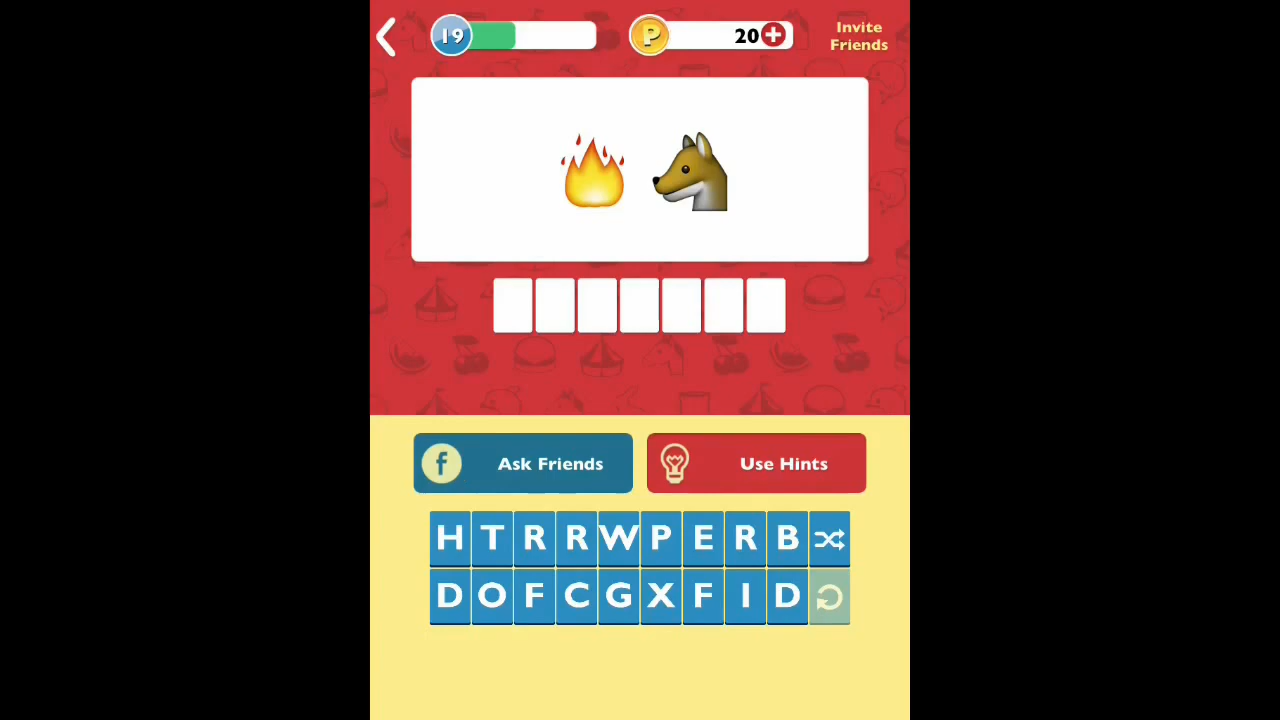 19
P
20
Invite
Friends
f
Ask Friends
Use Hints
H T R R W P E R B
D O F C G X F I D